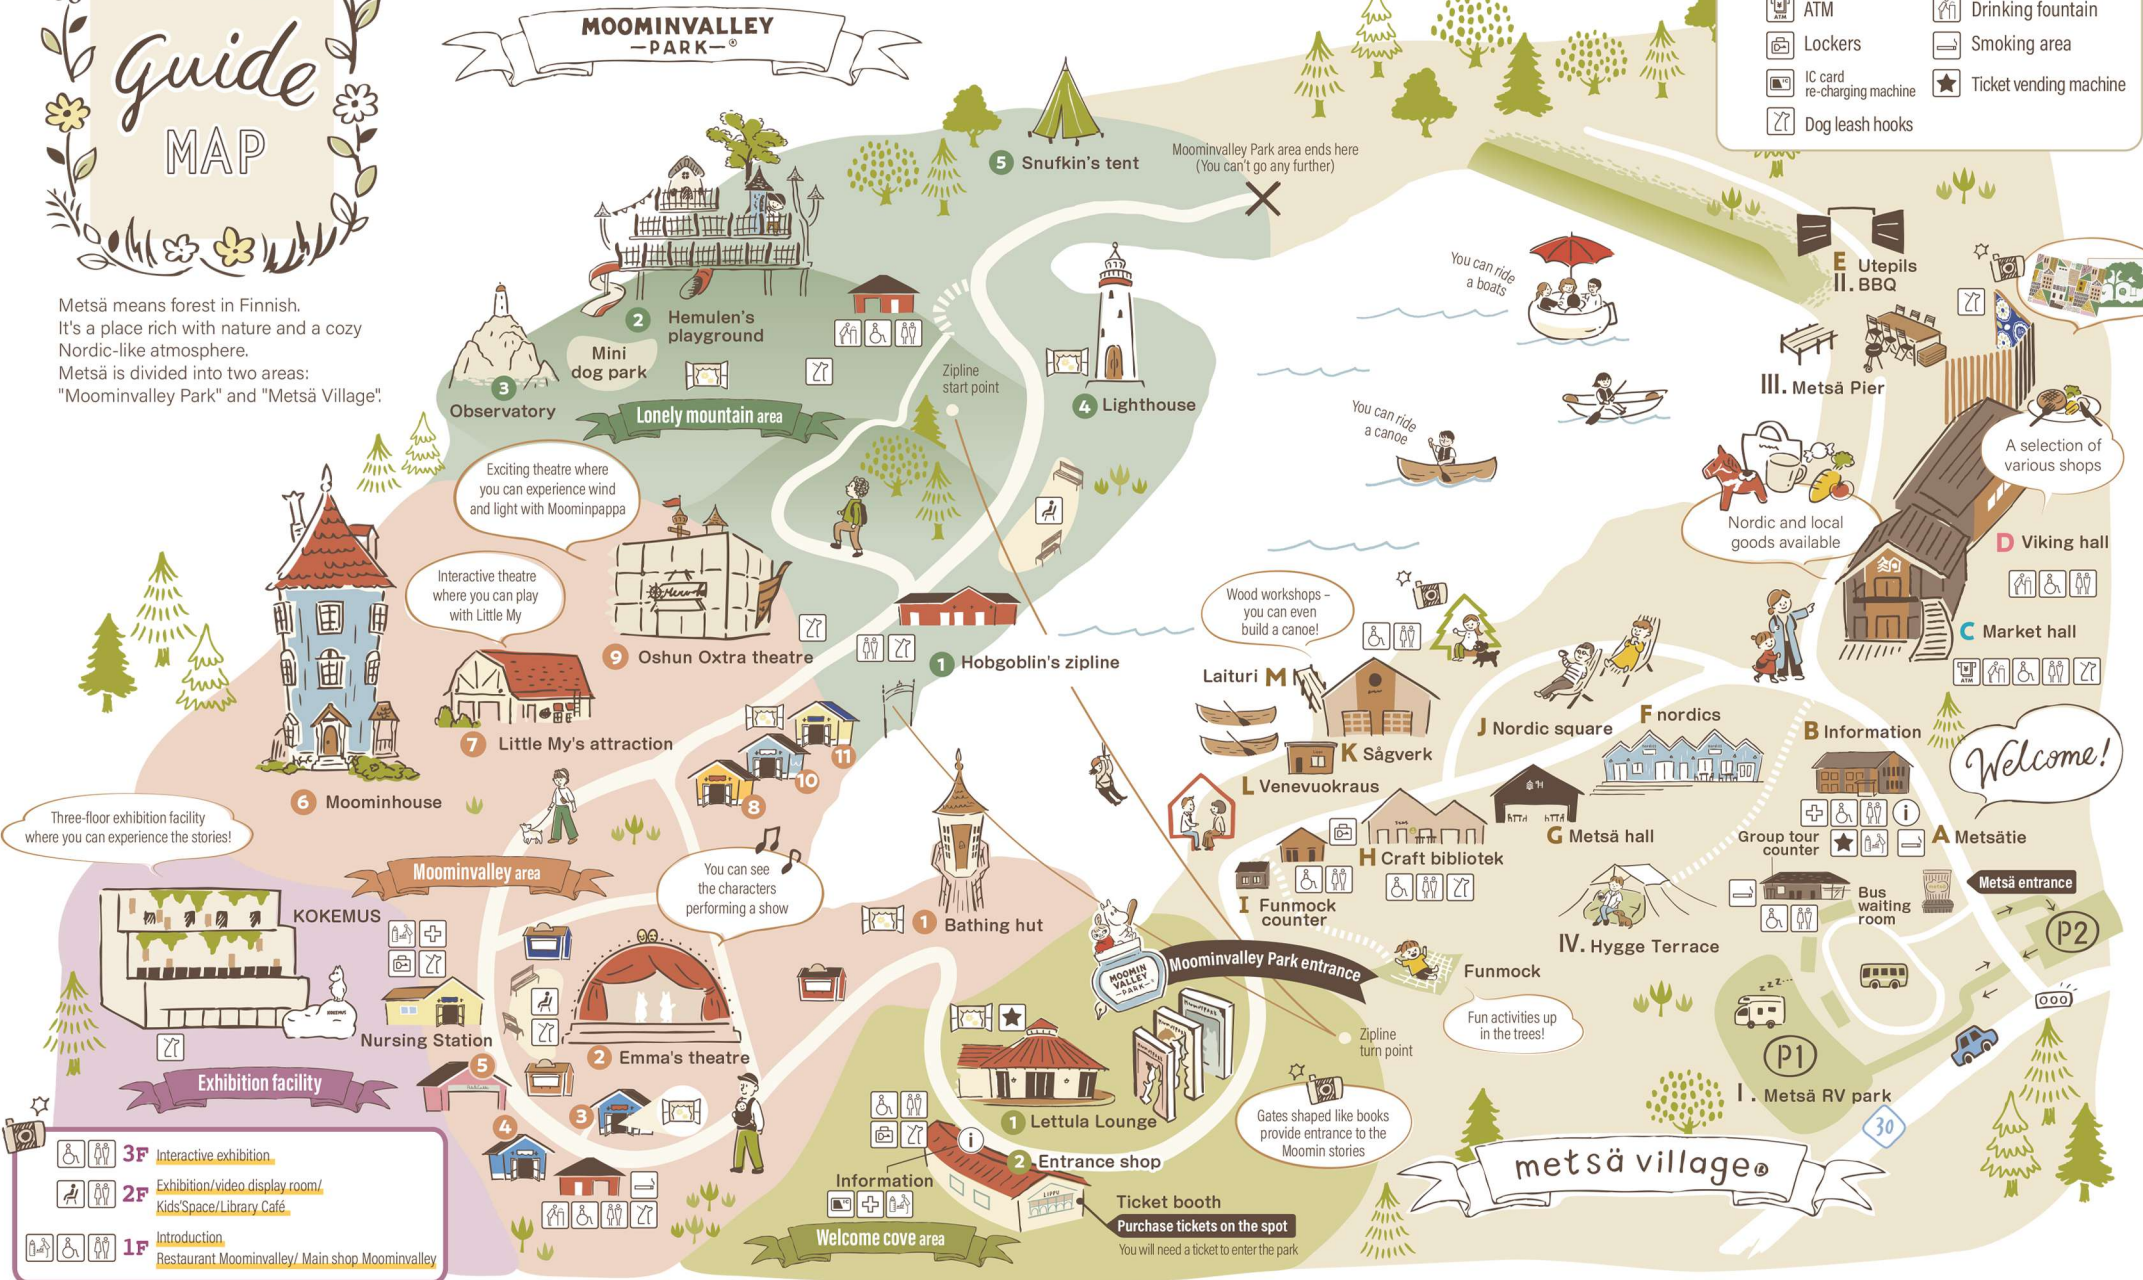 Guide
MAP
Metsä means forest in Finnish.
It's a place rich with nature and a cozy
Nordic-like atmosphere.
Metsä is divided into two areas:
"Moominvalley Park" and "Metsä Village".
MOOMINVALLEY
—PARK—®
ATM
ATM
Drinking fountain
Lockers
Smoking area
IC card
re-charging machine
Ticket vending machine
Dog leash hooks
5 Snufkin's tent
Moominvalley Park area ends here
(You can't go any further)
2 Hemulen's
playground
Mini
dog park
3
Observatory
Lonely mountain area
Zipline
start point
4 Lighthouse
You can ride
a boats
You can ride
a canoe
E Utepils
II. BBQ
III. Metsä Pier
A selection of
various shops
Nordic and local
goods available
D Viking hall
C Market hall
ATM
Exciting theatre where
you can experience wind
and light with Moominpappa
Interactive theatre
where you can play
with Little My
9 Oshun Oxtra theatre
7 Little My's attraction
6 Moominhouse
1 Hobgoblin's zipline
11
10
8
Wood workshops –
you can even
build a canoe!
Laituri M
K Sågverk
L Venevuokraus
J Nordic square
F nordics
B Information
i
Welcome!
G Metsä hall
H Craft bibliotek
I Funmock
counter
Group tour
counter
A Metsätie
Metsä entrance
Bus
waiting
room
P2
IV. Hygge Terrace
Funmock
Fun activities up
in the trees!
Three-floor exhibition facility
where you can experience the stories!
Moominvalley area
You can see
the characters
performing a show
1 Bathing hut
MOOMIN
VALLEY
—PARK—
Moominvalley Park entrance
KOKEMUS
KOKEMUS
Nursing Station
5
Exhibition facility
2 Emma's theatre
3
4
Zipline
turn point
Gates shaped like books
provide entrance to the
Moomin stories
1 Lettula Lounge
i
2 Entrance shop
Information
LIPPU
Ticket booth
Purchase tickets on the spot
You will need a ticket to enter the park
Welcome cove area
zzz...
P1
I. Metsä RV park
30
metsä village®
3F Interactive exhibition
2F Exhibition/video display room/
Kids'Space/Library Café
1F Introduction
Restaurant Moominvalley/ Main shop Moominvalley